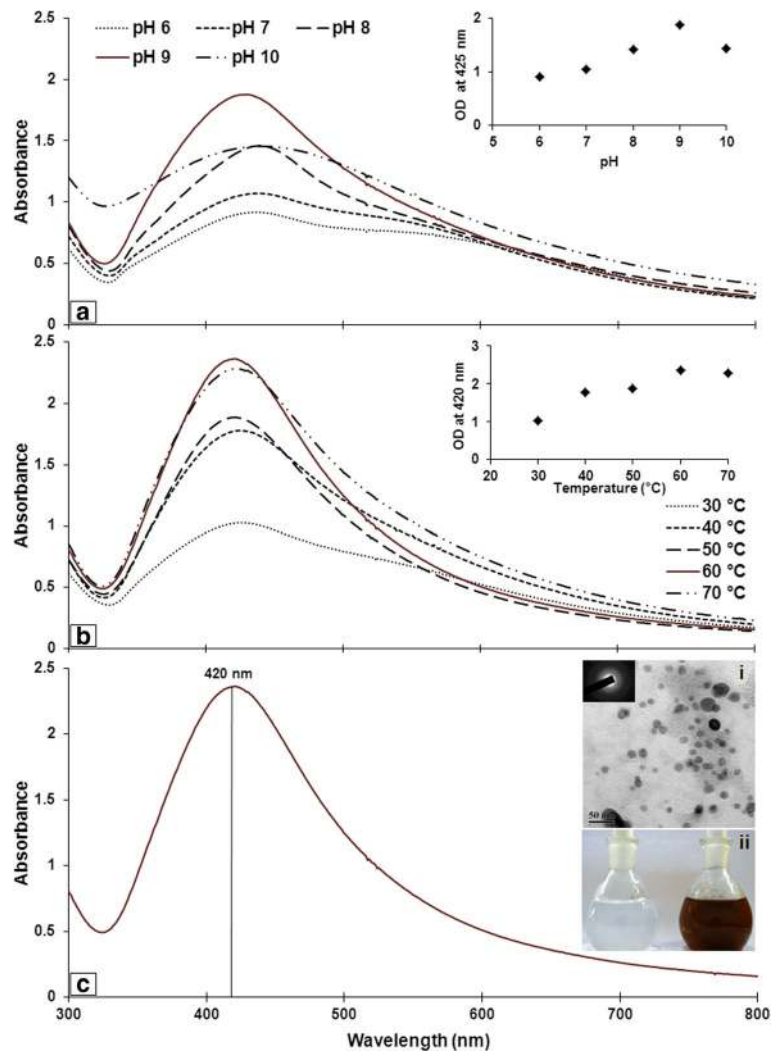 2.5
2
1.5
1
0.5
0
Absorbance
pH 6
pH 7
pH 8
pH 9
pH 10
2
1
0
OD at 425 nm
5
6
7
8
9
10
pH
a
2.5
2
1.5
1
0.5
0
Absorbance
3
2
1
0
OD at 420 nm
20
30
40
50
60
70
Temperature (°C)
30 °C
40 °C
50 °C
60 °C
70 °C
b
2.5
2
1.5
1
0.5
0
Absorbance
420 nm
i
ii
c
300
400
500
600
700
800
Wavelength (nm)